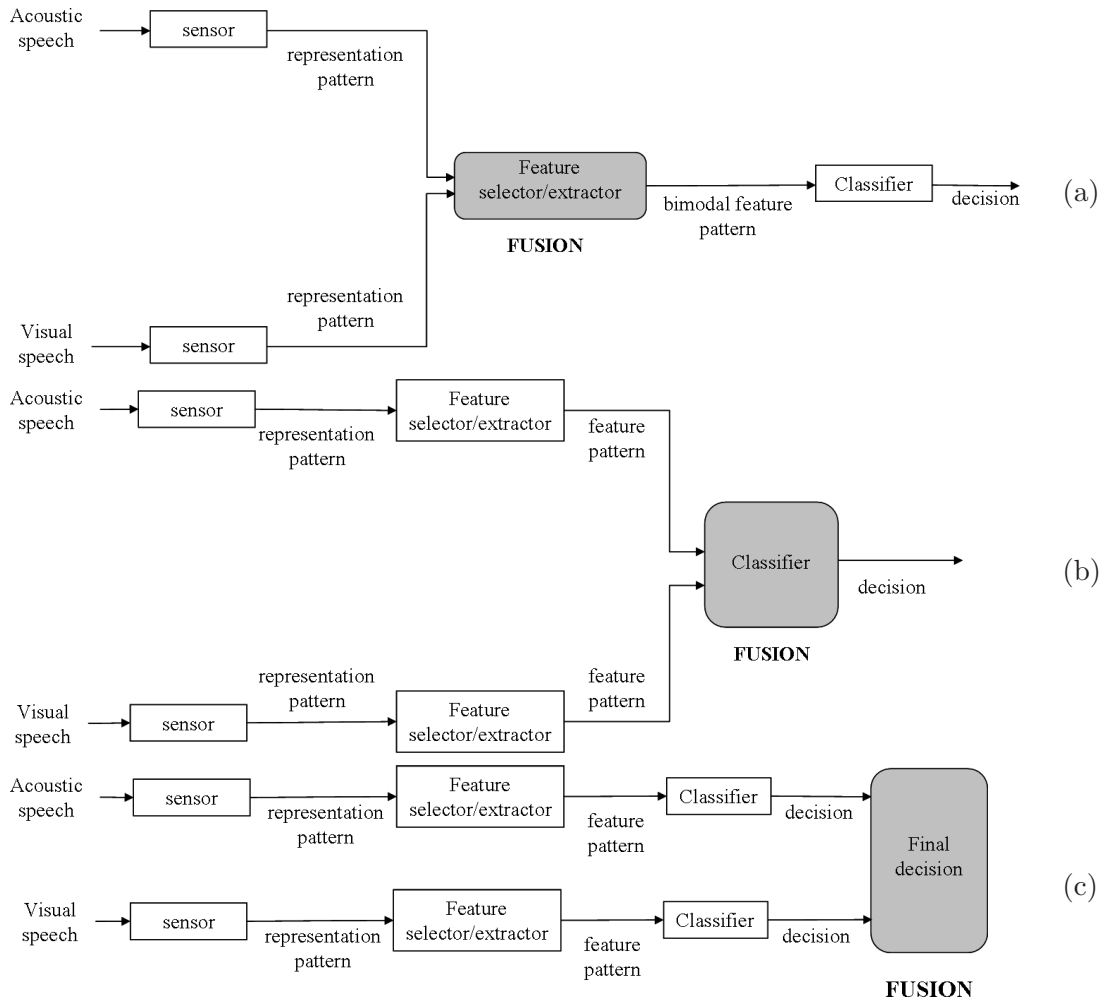 Acoustic
speech
sensor
representation
pattern
Feature
selector/extractor
FUSION
bimodal feature
pattern
Classifier
decision
(a)
representation
pattern
Visual
speech
sensor
Acoustic
speech
sensor
representation
pattern
Feature
selector/extractor
feature
pattern
Classifier
FUSION
decision
(b)
Visual
speech
sensor
representation
pattern
Feature
selector/extractor
feature
pattern
Acoustic
speech
sensor
representation
pattern
Feature
selector/extractor
feature
pattern
Classifier
decision
Final
decision
FUSION
(c)
Visual
speech
sensor
representation
pattern
Feature
selector/extractor
feature
pattern
Classifier
decision